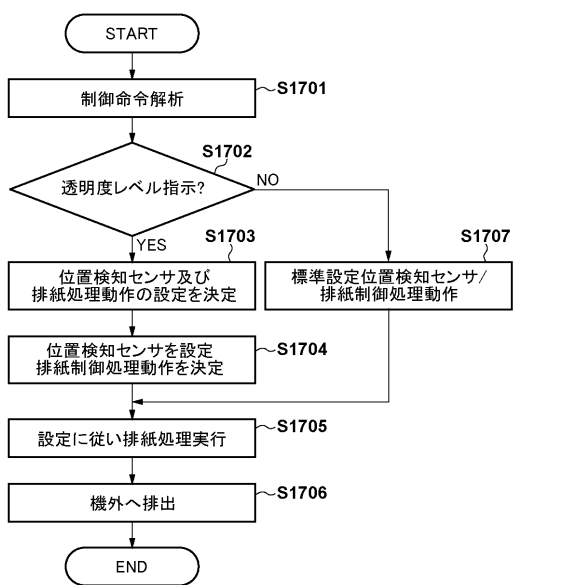 START
制御命令解析
S1701
透明度レベル指示?
S1702
NO
YES
位置検知センサ及び
排紙処理動作の設定を決定
S1703
標準設定位置検知センサ/
排紙制御処理動作
S1707
位置検知センサを設定
排紙制御処理動作を決定
S1704
設定に従い排紙処理実行
S1705
機外へ排出
S1706
END